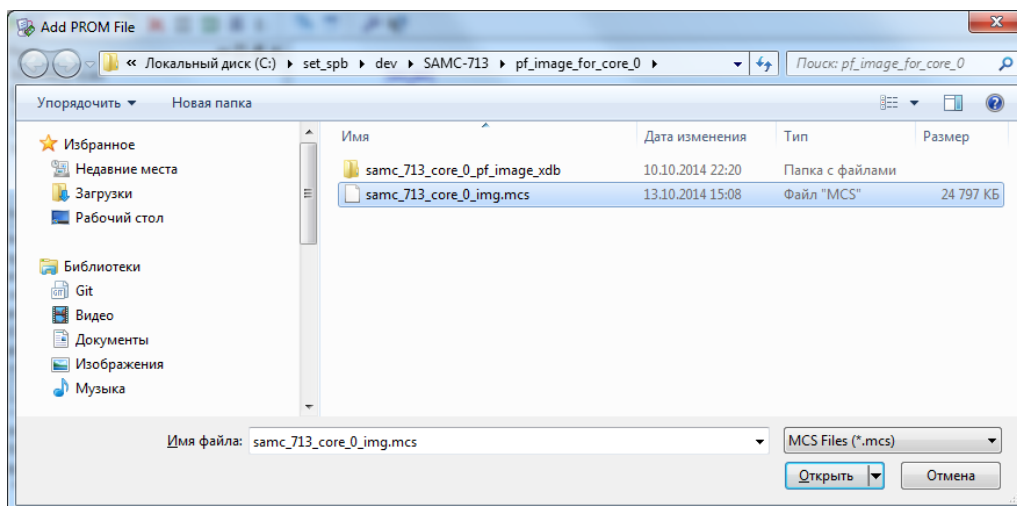 Add PROM File
« Локальный диск (C:) ▸ set_spb ▸ dev ▸ SAMC-713 ▸ pf_image_for_core_0 ▸
Поиск: pf_image_for_core_0
Упорядочить ▾ Новая папка
Избранное
Недавние места
Загрузки
Рабочий стол
Библиотеки
Git
Видео
Документы
Изображения
Музыка
Имя Дата изменения Тип Размер
samc_713_core_0_pf_image_xdb 10.10.2014 22:20 Папка с файлами
samc_713_core_0_img.mcs 13.10.2014 15:08 Файл "MCS" 24 797 КБ
Имя файла: samc_713_core_0_img.mcs MCS Files (*.mcs)
Открыть Отмена